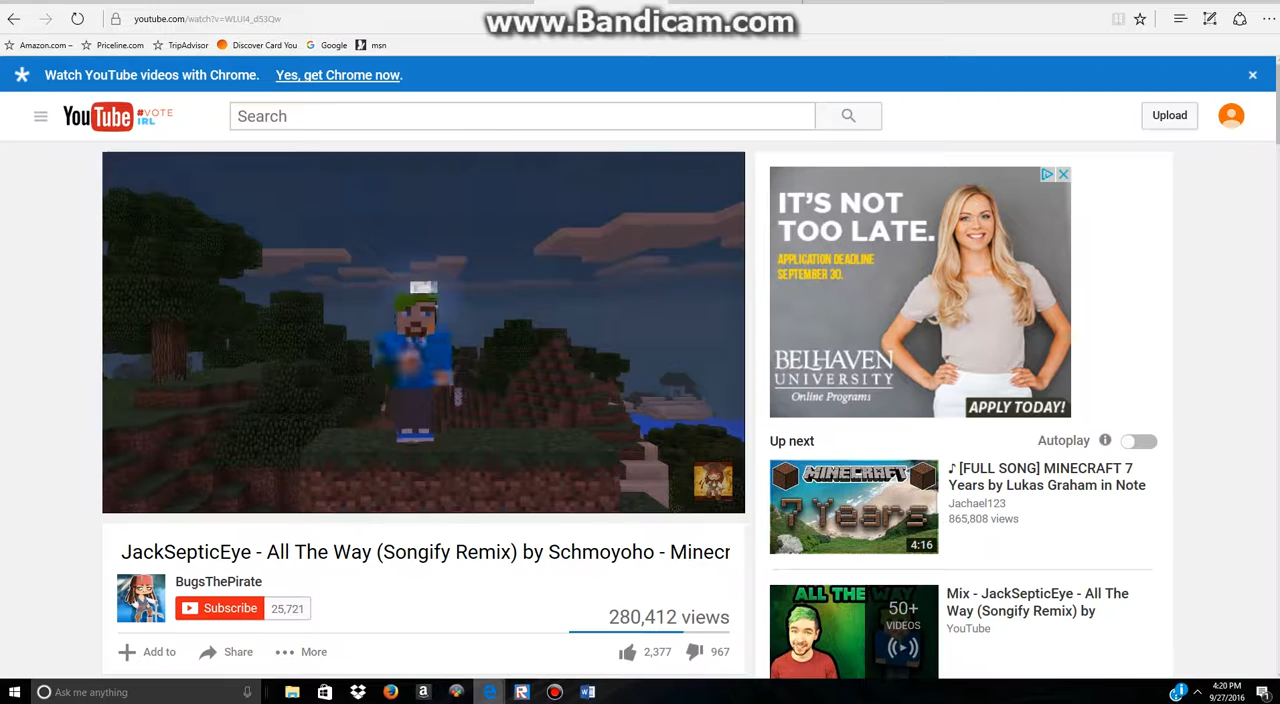 www.Bandicam.com
youtube.com/watch?v=WLUI4_d53Qw
Amazon.com – Priceline.com TripAdvisor Discover Card You Google msn
Watch YouTube videos with Chrome. Yes, get Chrome now.
YouTube #VOTE IRL
Search
Upload
IT'S NOT
TOO LATE.
APPLICATION DEADLINE
SEPTEMBER 30.
BELHAVEN
UNIVERSITY
Online Programs
APPLY TODAY!
Up next
Autoplay
MINECRAFT
7 Years
4:16
♪ [FULL SONG] MINECRAFT 7
Years by Lukas Graham in Note
Jachael123
865,808 views
ALL THE WAY
50+
VIDEOS
Mix - JackSepticEye - All The
Way (Songify Remix) by
YouTube
JackSepticEye - All The Way (Songify Remix) by Schmoyoho - Minecr
BugsThePirate
Subscribe 25,721
280,412 views
Add to Share More 2,377 967
Ask me anything
4:20 PM
9/27/2016